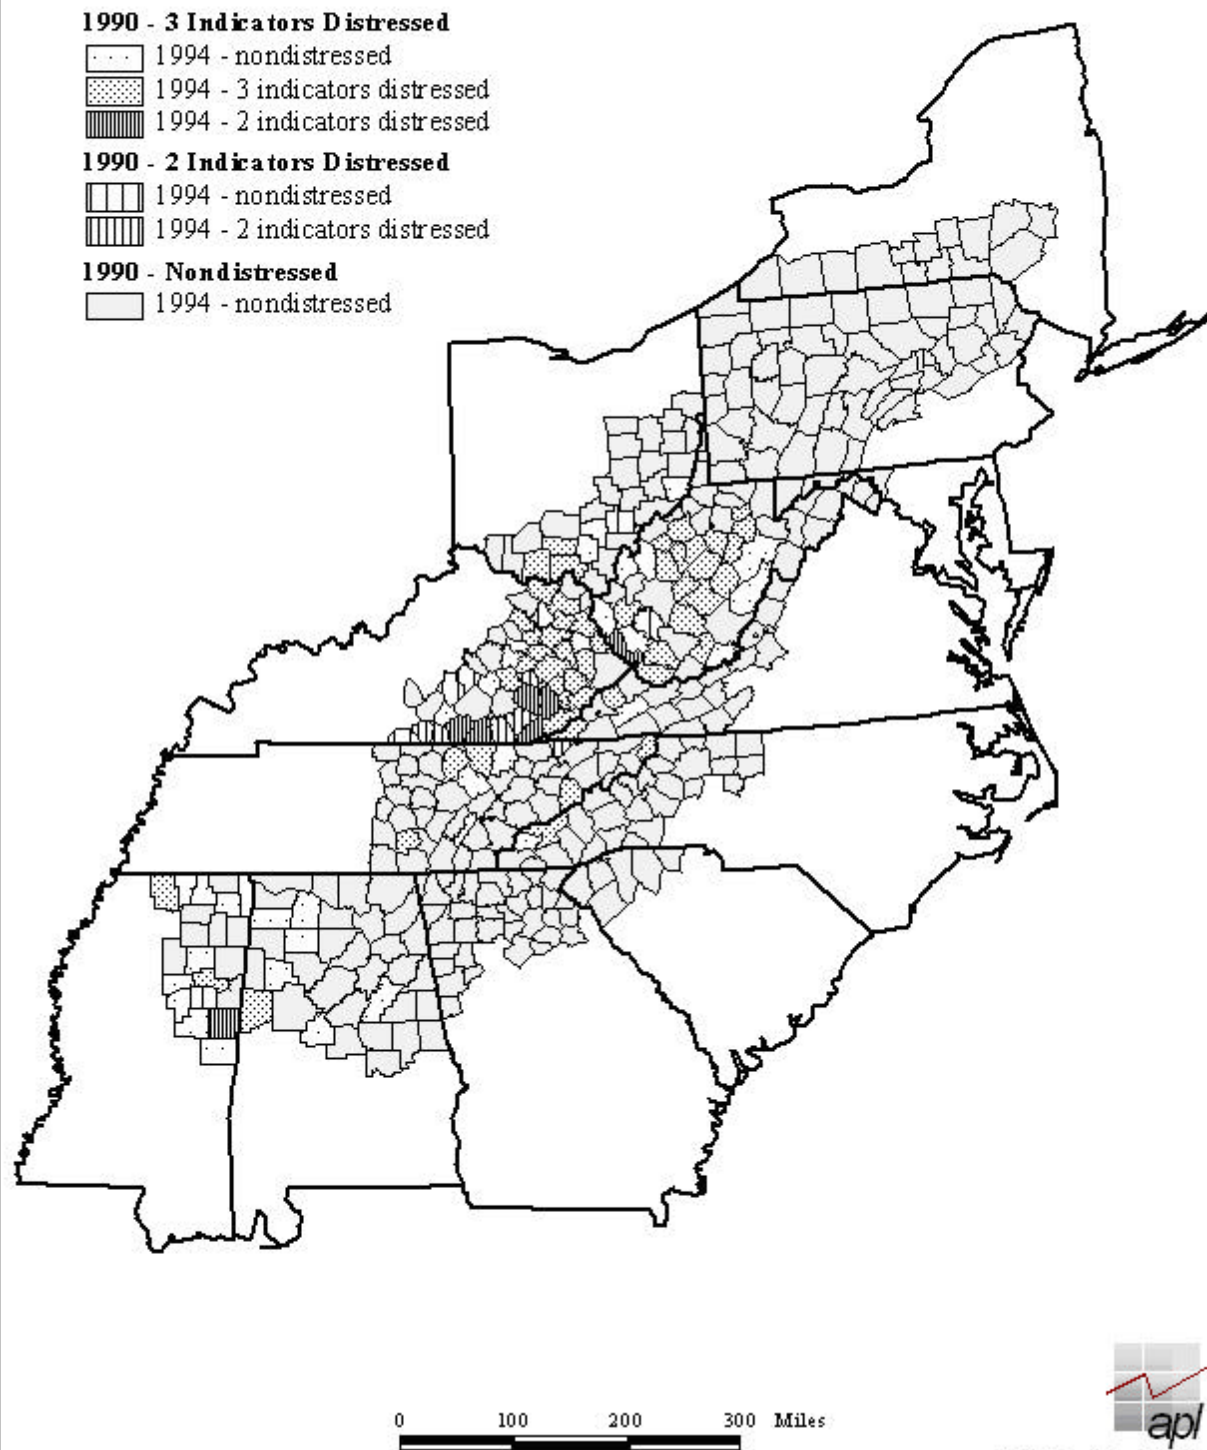 1990 - 3 Indicators Distressed
1994 - nondistressed
1994 - 3 indicators distressed
1994 - 2 indicators distressed
1990 - 2 Indicators Distressed
1994 - nondistressed
1994 - 2 indicators distressed
1990 - Nondistressed
1994 - nondistressed
0 100 200 300 Miles
apl